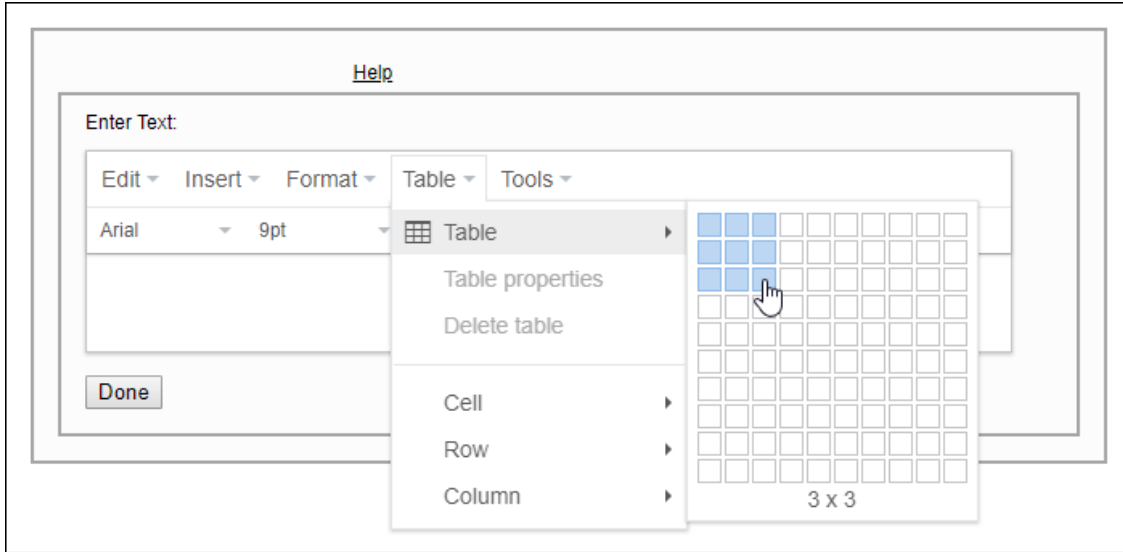 Help
Enter Text:
Edit Insert Format Table Tools
Arial 9pt
Table
Table properties
Delete table
Cell
Row
Column
3 x 3
Done